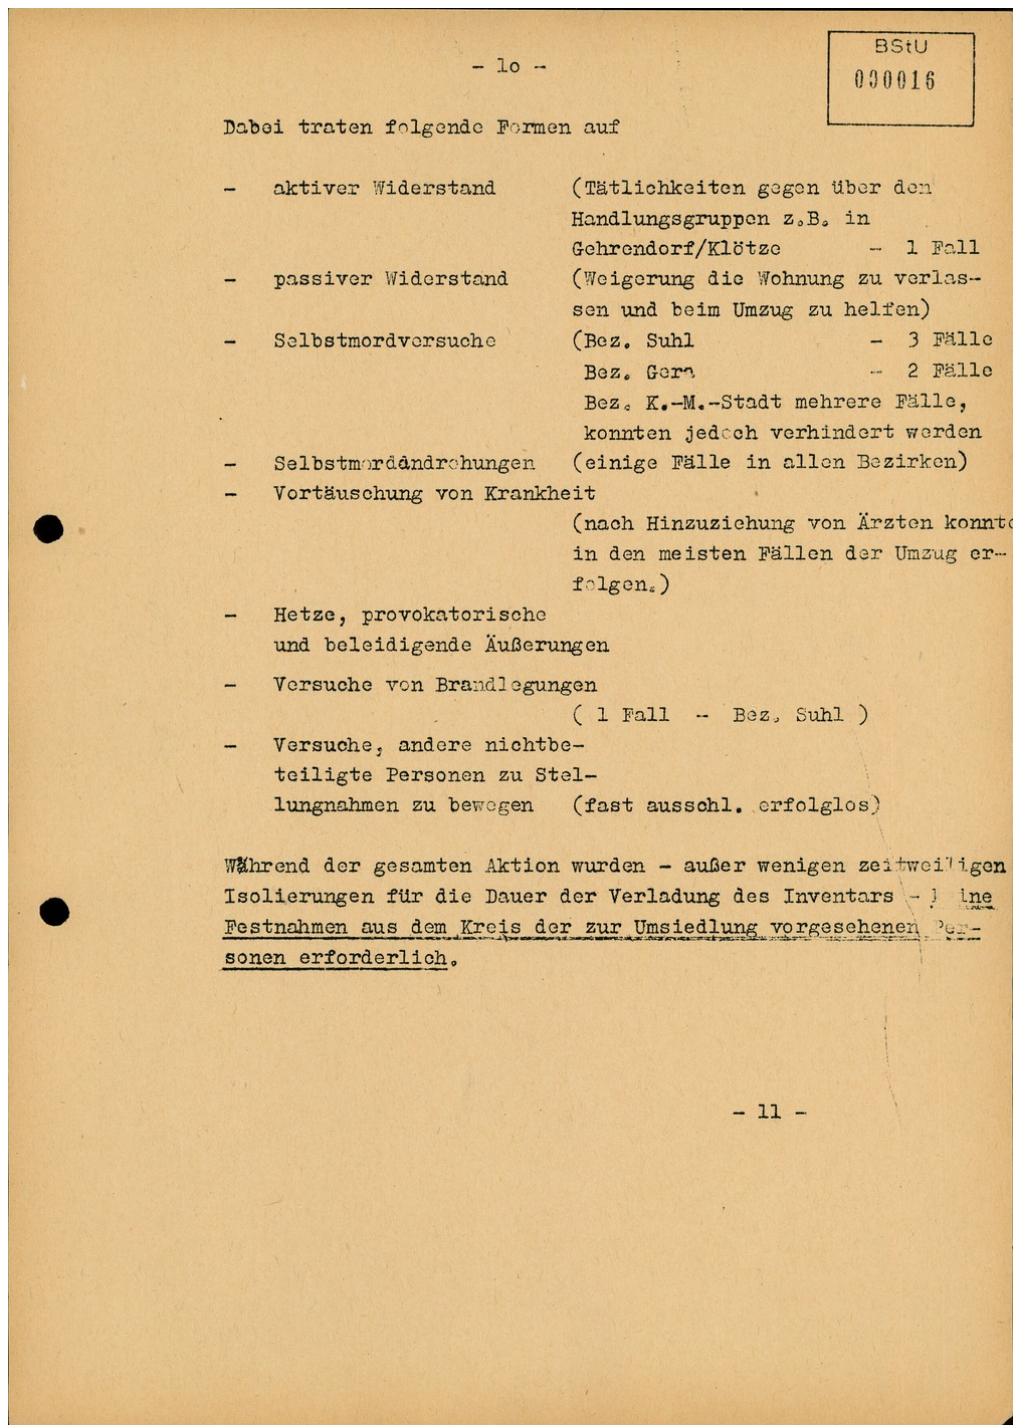 - lo -
BStU
000016
Dabei traten folgende Formen auf
- aktiver Widerstand (Tätlichkeiten gegen über den
Handlungsgruppen z.B. in
Gehrendorf/Klötze - 1 Fall
- passiver Widerstand (Weigerung die Wohnung zu verlas-
sen und beim Umzug zu helfen)
- Selbstmordversuche (Bez. Suhl - 3 Fälle
Bez. Gera - 2 Fälle
Bez. K.-M.-Stadt mehrere Fälle,
konnten jedoch verhindert werden
- Selbstmordandrohungen (einige Fälle in allen Bezirken)
- Vortäuschung von Krankheit
(nach Hinzuziehung von Ärzten konnte
in den meisten Fällen der Umzug er-
folgen.)
- Hetze, provokatorische
und beleidigende Äußerungen
- Versuche von Brandlegungen
( 1 Fall - Bez. Suhl )
- Versuche, andere nichtbe-
teiligte Personen zu Stel-
lungnahmen zu bewegen (fast ausschl. erfolglos)
Während der gesamten Aktion wurden - außer wenigen zeitweiligen
Isolierungen für die Dauer der Verladung des Inventars - keine
Festnahmen aus dem Kreis der zur Umsiedlung vorgesehenen Per-
sonen erforderlich.
- 11 -